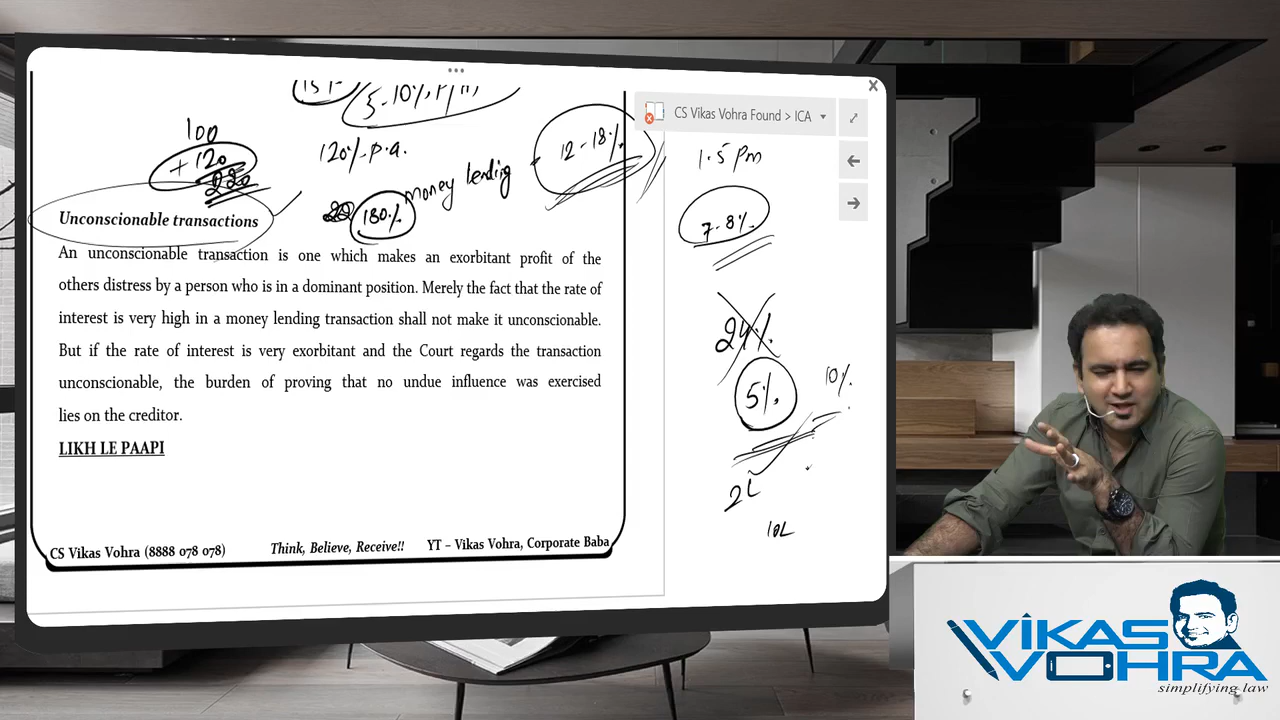 5-10%.
100
+ 120
220
120%. p.a.
180%.
money lending
12-18%.
CS Vikas Vohra Found > ICA
1.5 pm
7-8%.
24%.
5%.
10%.
2L
10L
Unconscionable transactions
An unconscionable transaction is one which makes an exorbitant profit of the
others distress by a person who is in a dominant position. Merely the fact that the rate of
interest is very high in a money lending transaction shall not make it unconscionable.
But if the rate of interest is very exorbitant and the Court regards the transaction
unconscionable, the burden of proving that no undue influence was exercised
lies on the creditor.
LIKH LE PAAPI
CS Vikas Vohra (8888 078 078) Think, Believe, Receive!! YT – Vikas Vohra, Corporate Baba
VIKAS
VOHRA
simplifying law